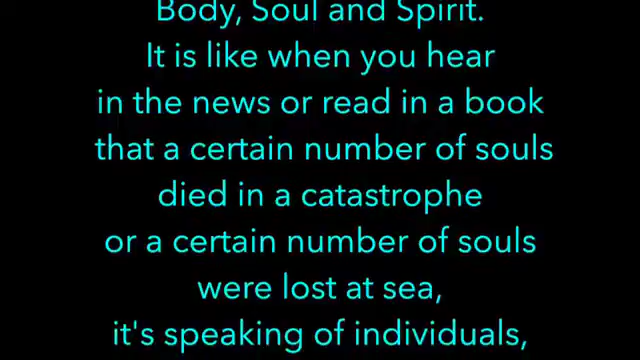 Body, Soul and Spirit.
It is like when you hear
in the news or read in a book
that a certain number of souls
died in a catastrophe
or a certain number of souls
were lost at sea,
it's speaking of individuals,